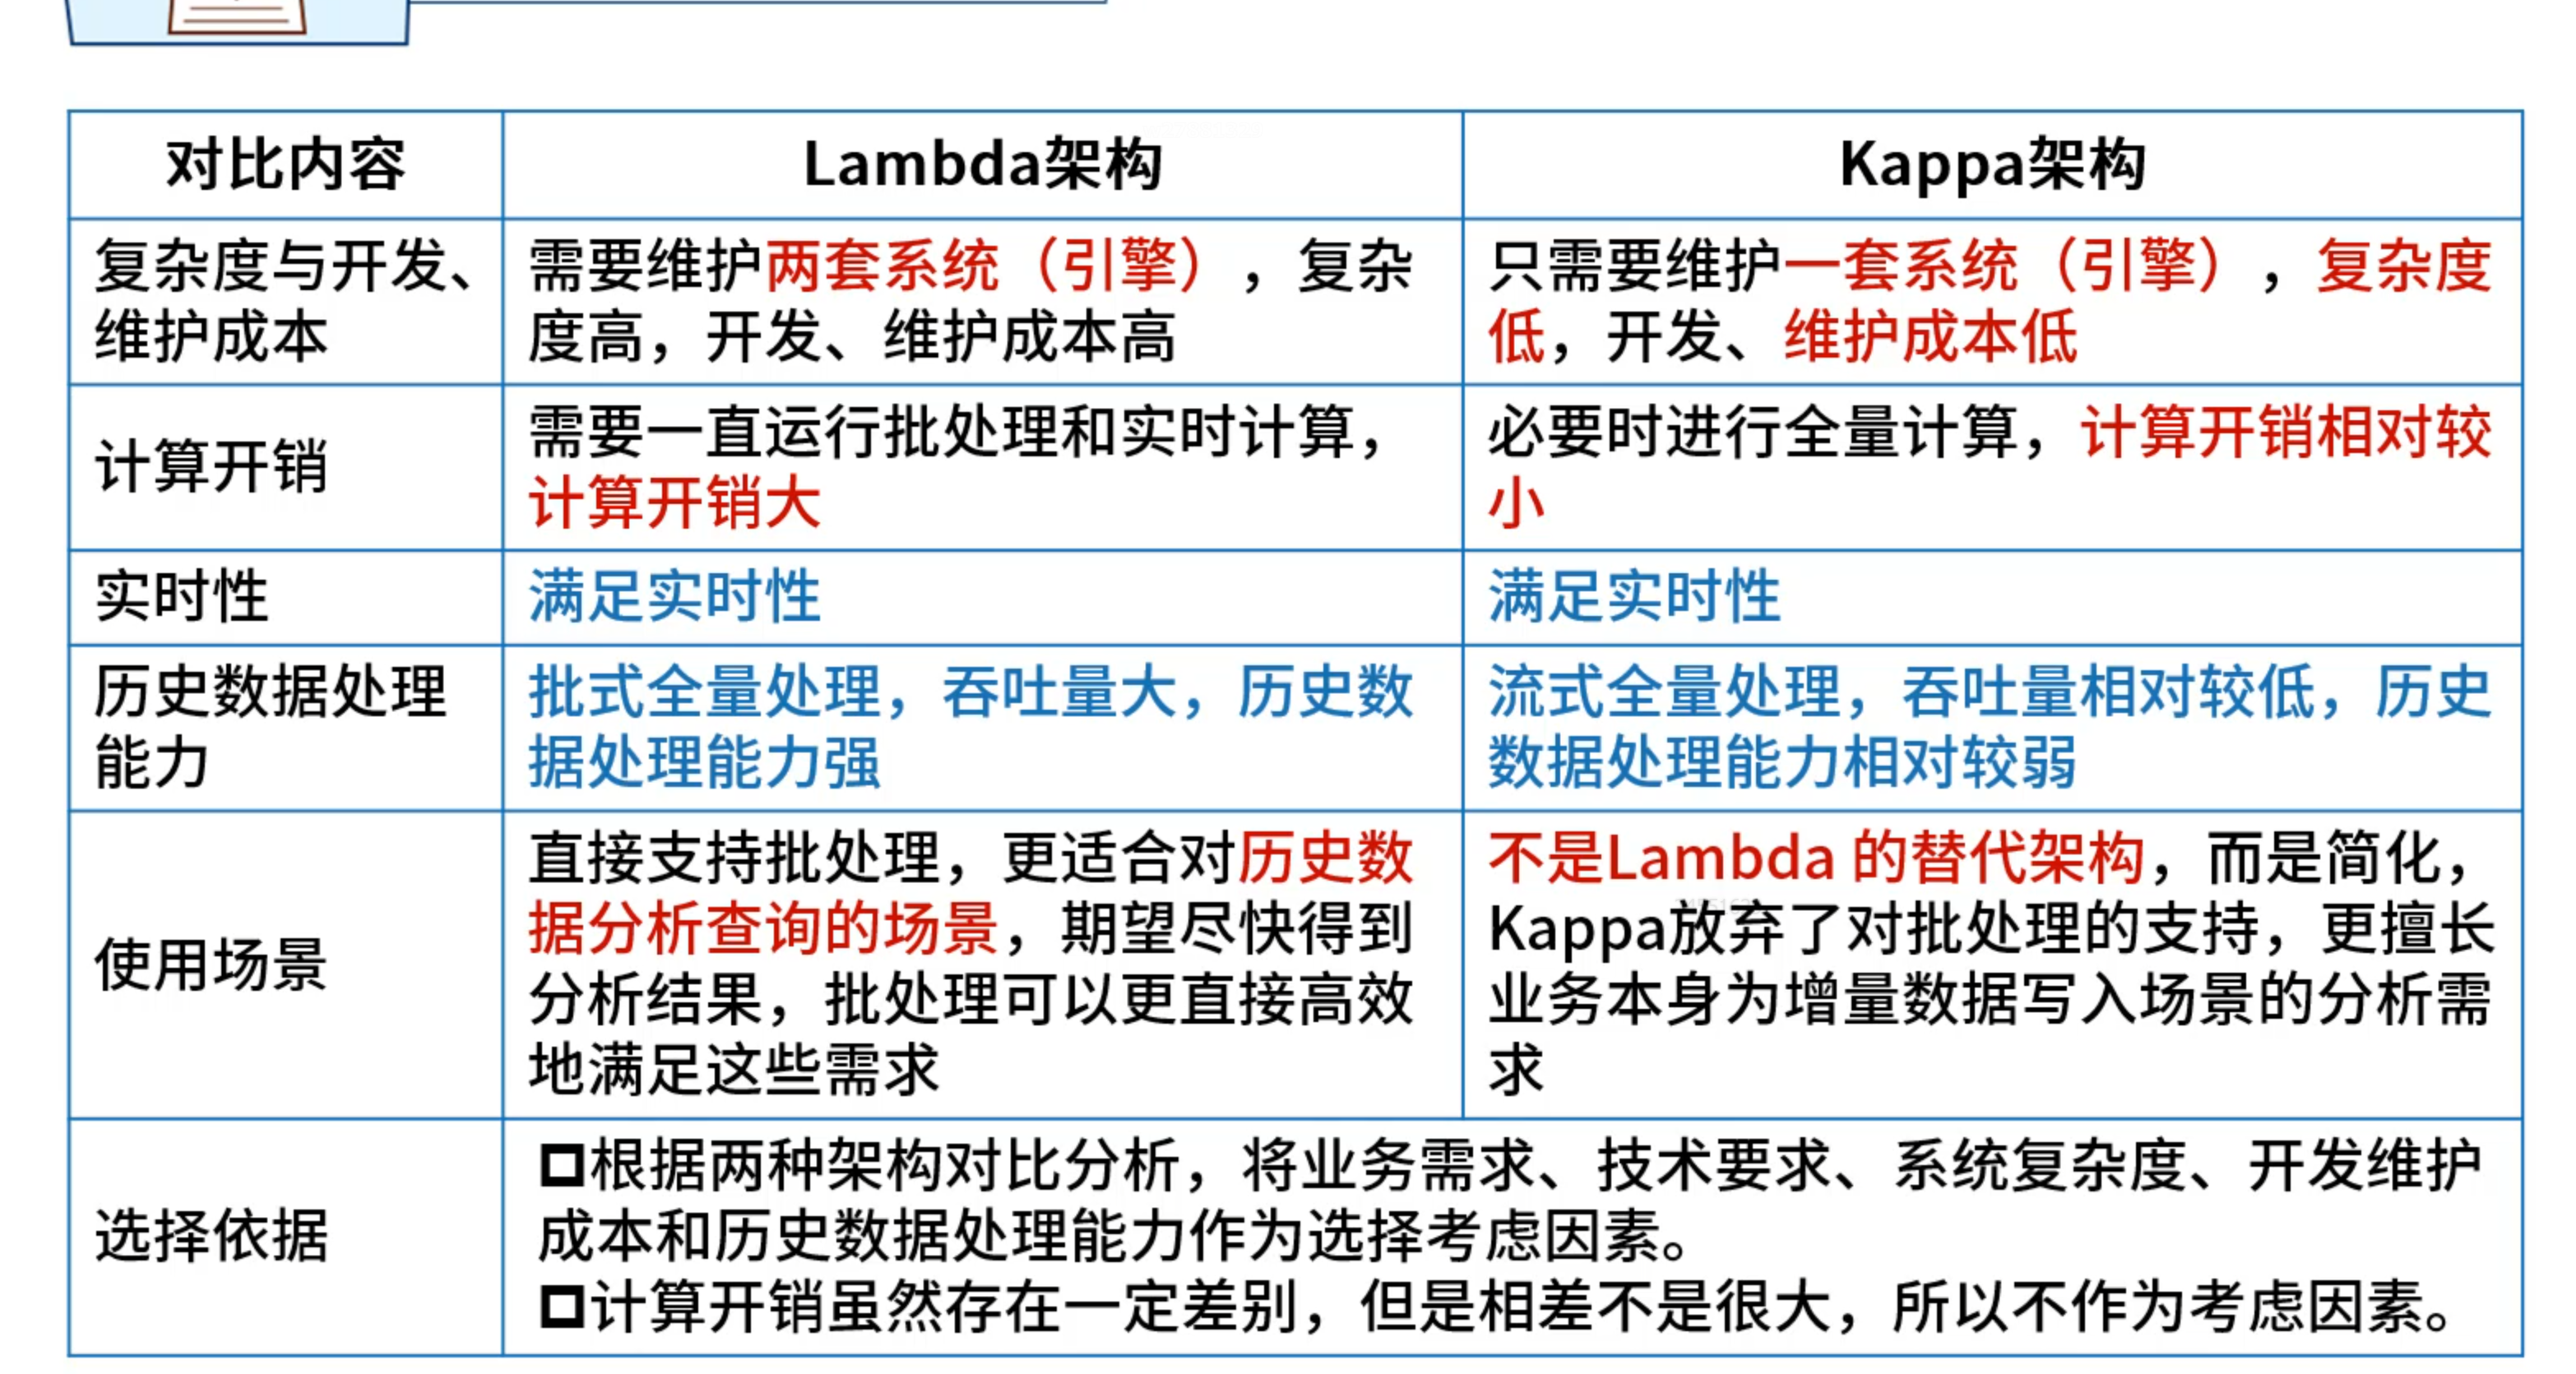 对比内容
Lambda架构
Kappa架构
复杂度与开发、
维护成本
需要维护两套系统（引擎），复杂
度高，开发、维护成本高
只需要维护一套系统（引擎），复杂度
低，开发、维护成本低
计算开销
需要一直运行批处理和实时计算，
计算开销大
必要时进行全量计算，计算开销相对较
小
实时性
满足实时性
满足实时性
历史数据处理
能力
批式全量处理，吞吐量大，历史数
据处理能力强
流式全量处理，吞吐量相对较低，历史
数据处理能力相对较弱
使用场景
直接支持批处理，更适合对历史数
据分析查询的场景，期望尽快得到
分析结果，批处理可以更直接高效
地满足这些需求
不是Lambda 的替代架构，而是简化，
Kappa放弃了对批处理的支持，更擅长
业务本身为增量数据写入场景的分析需
求
选择依据
根据两种架构对比分析，将业务需求、技术要求、系统复杂度、开发维护
成本和历史数据处理能力作为选择考虑因素。
计算开销虽然存在一定差别，但是相差不是很大，所以不作为考虑因素。